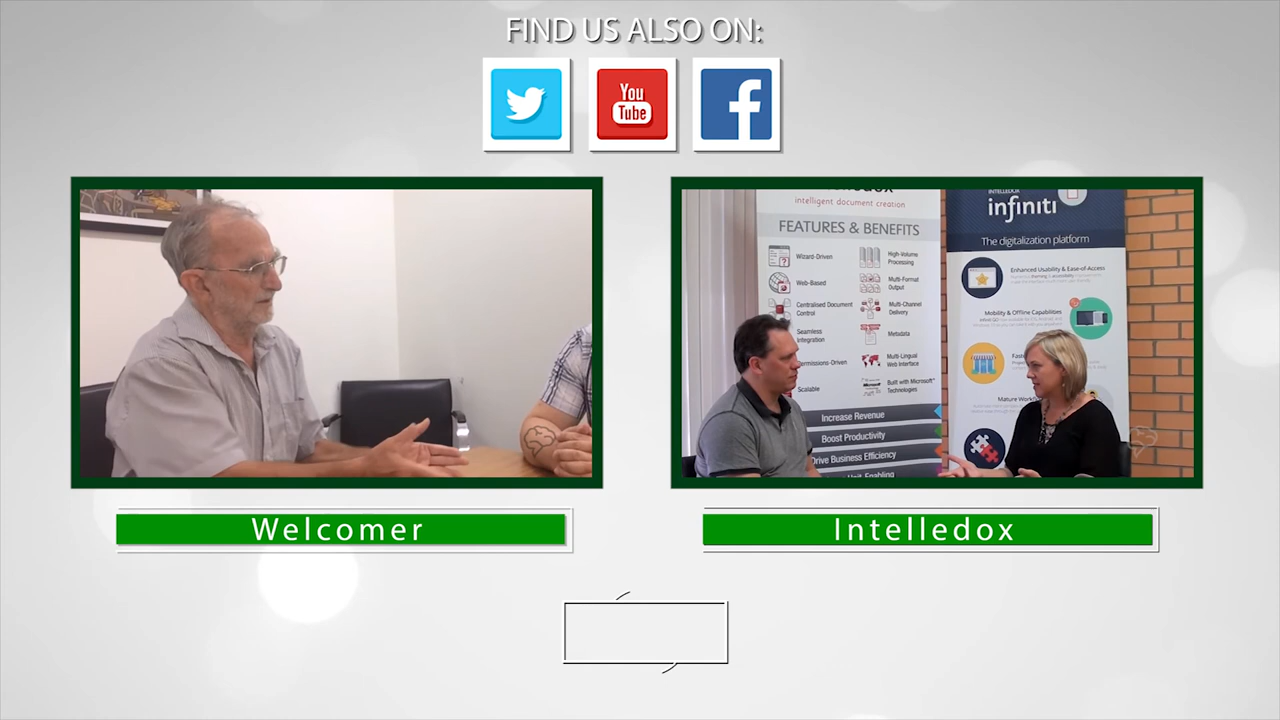 FIND US ALSO ON:
You
Tube
intelligent document creation
FEATURES & BENEFITS
Wizard-Driven
High-Volume
Processing
Web-Based
Multi-Format
Output
Centralised Document
Control
Multi-Channel
Delivery
Seamless
Integration
Metadata
Permissions-Driven
Multi-Lingual
Web Interface
Scalable
Built with Microsoft
Technologies
Increase Revenue
Boost Productivity
Drive Business Efficiency
INTELLEDOX
infiniti
The digitalization platform
Enhanced Usability & Ease-of-Access
Mobility & Offline Capabilities
Welcomer
Intelledox